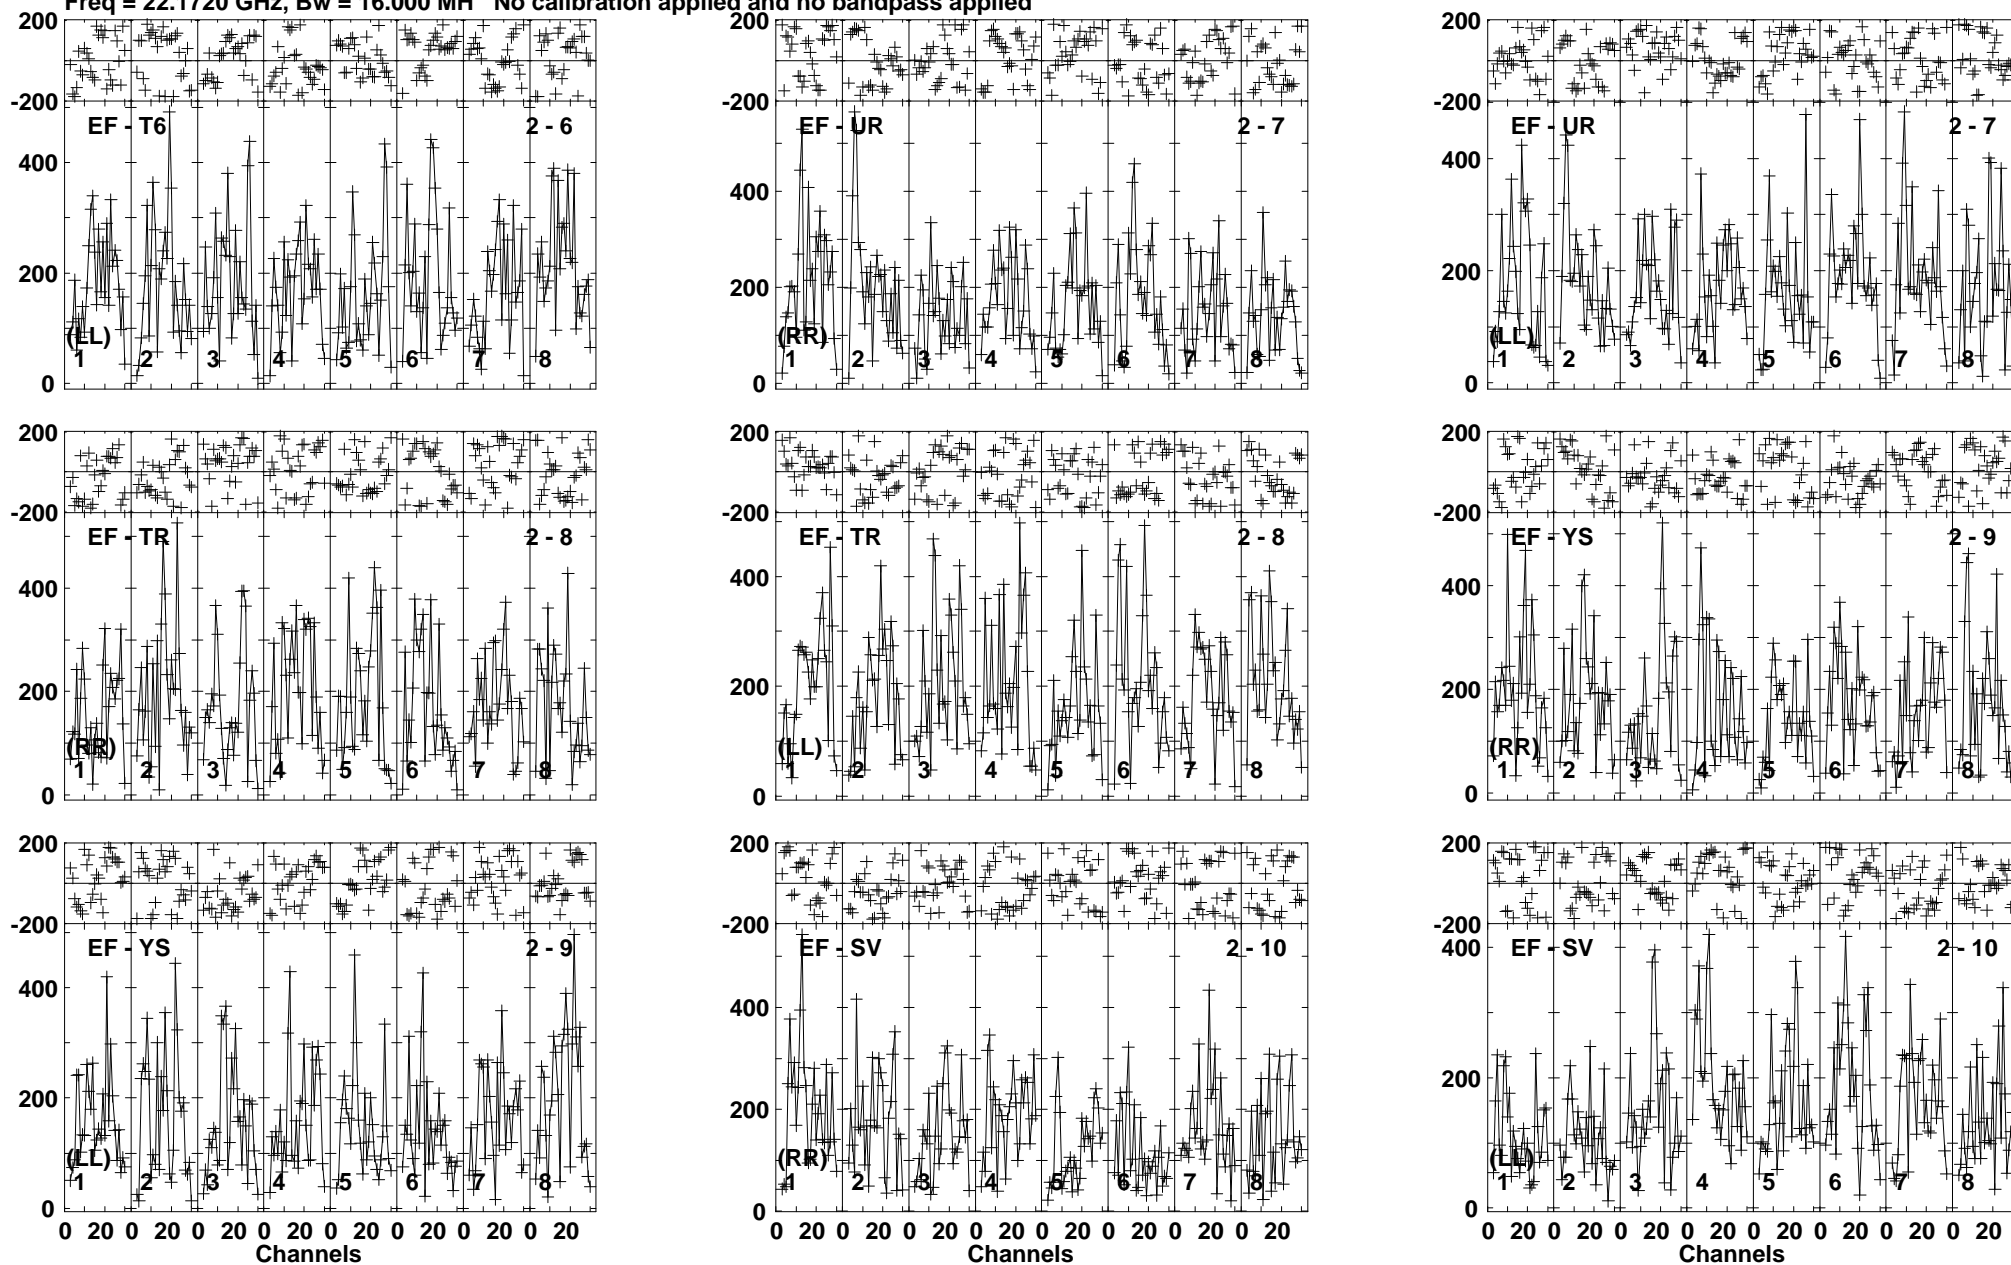 Freq = 22.1720 GHz, Bw = 16.000 MH No calibration applied and no bandpass applied
200 200 200
-200 -200 -200
EF - T6 2 - 6 EF - UR 2 - 7 EF - UR 2 - 7
400 400 400
200 200 200
(LL) (RR) (LL)
1 2 3 4 5 6 7 8 1 2 3 4 5 6 7 8 1 2 3 4 5 6 7 8
0 0 0
200 200 200
-200 -200 -200
EF - TR 2 - 8 EF - TR 2 - 8 EF - YS 2 - 9
400 400 400
200 200 200
(RR) (LL) (RR)
1 2 3 4 5 6 7 8 1 2 3 4 5 6 7 8 1 2 3 4 5 6 7 8
0 0 0
200 200 200
-200 -200 -200
EF - YS 2 - 9 EF - SV 2 - 10 EF - SV 2 - 10
400 400 400
200 200 200
(LL) (RR) (LL)
1 2 3 4 5 6 7 8 1 2 3 4 5 6 7 8 1 2 3 4 5 6 7 8
0 0 0
0 20 0 20 0 20 0 20 0 20 0 20 0 20 0 20 0 20 0 20 0 20 0 20 0 20 0 20 0 20 0 20 0 20 0 20 0 20 0 20 0 20 0 20 0 20 0 20
Channels Channels Channels